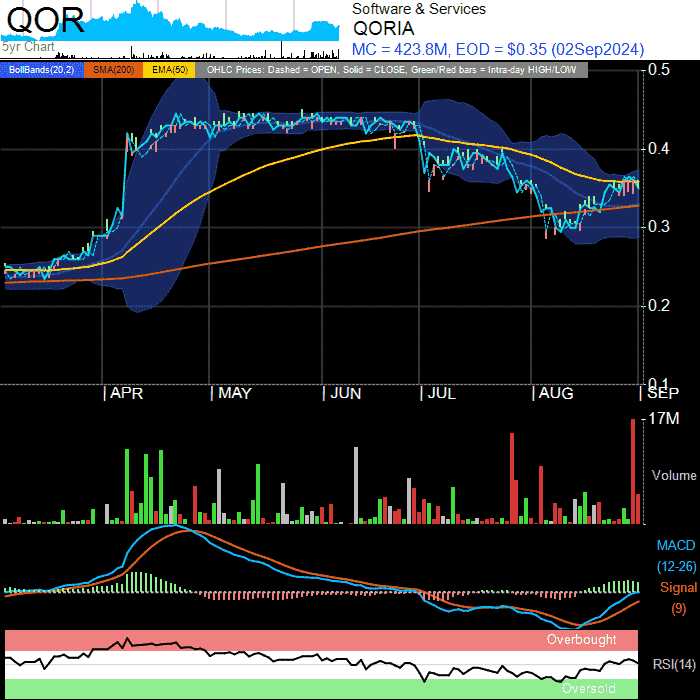 QOR
5yr Chart
Software & Services
QORIA
MC = 423.8M, EOD = $0.35 (02Sep2024)
BollBands(20,2) SMA(200) EMA(50) OHLC Prices: Dashed = OPEN, Solid = CLOSE, Green/Red bars = Intra-day HIGH/LOW
0.5
0.4
0.3
0.2
0.1
| APR | MAY | JUN | JUL | AUG | SEP
17M
Volume
MACD
(12-26)
Signal
(9)
Overbought
RSI(14)
Oversold